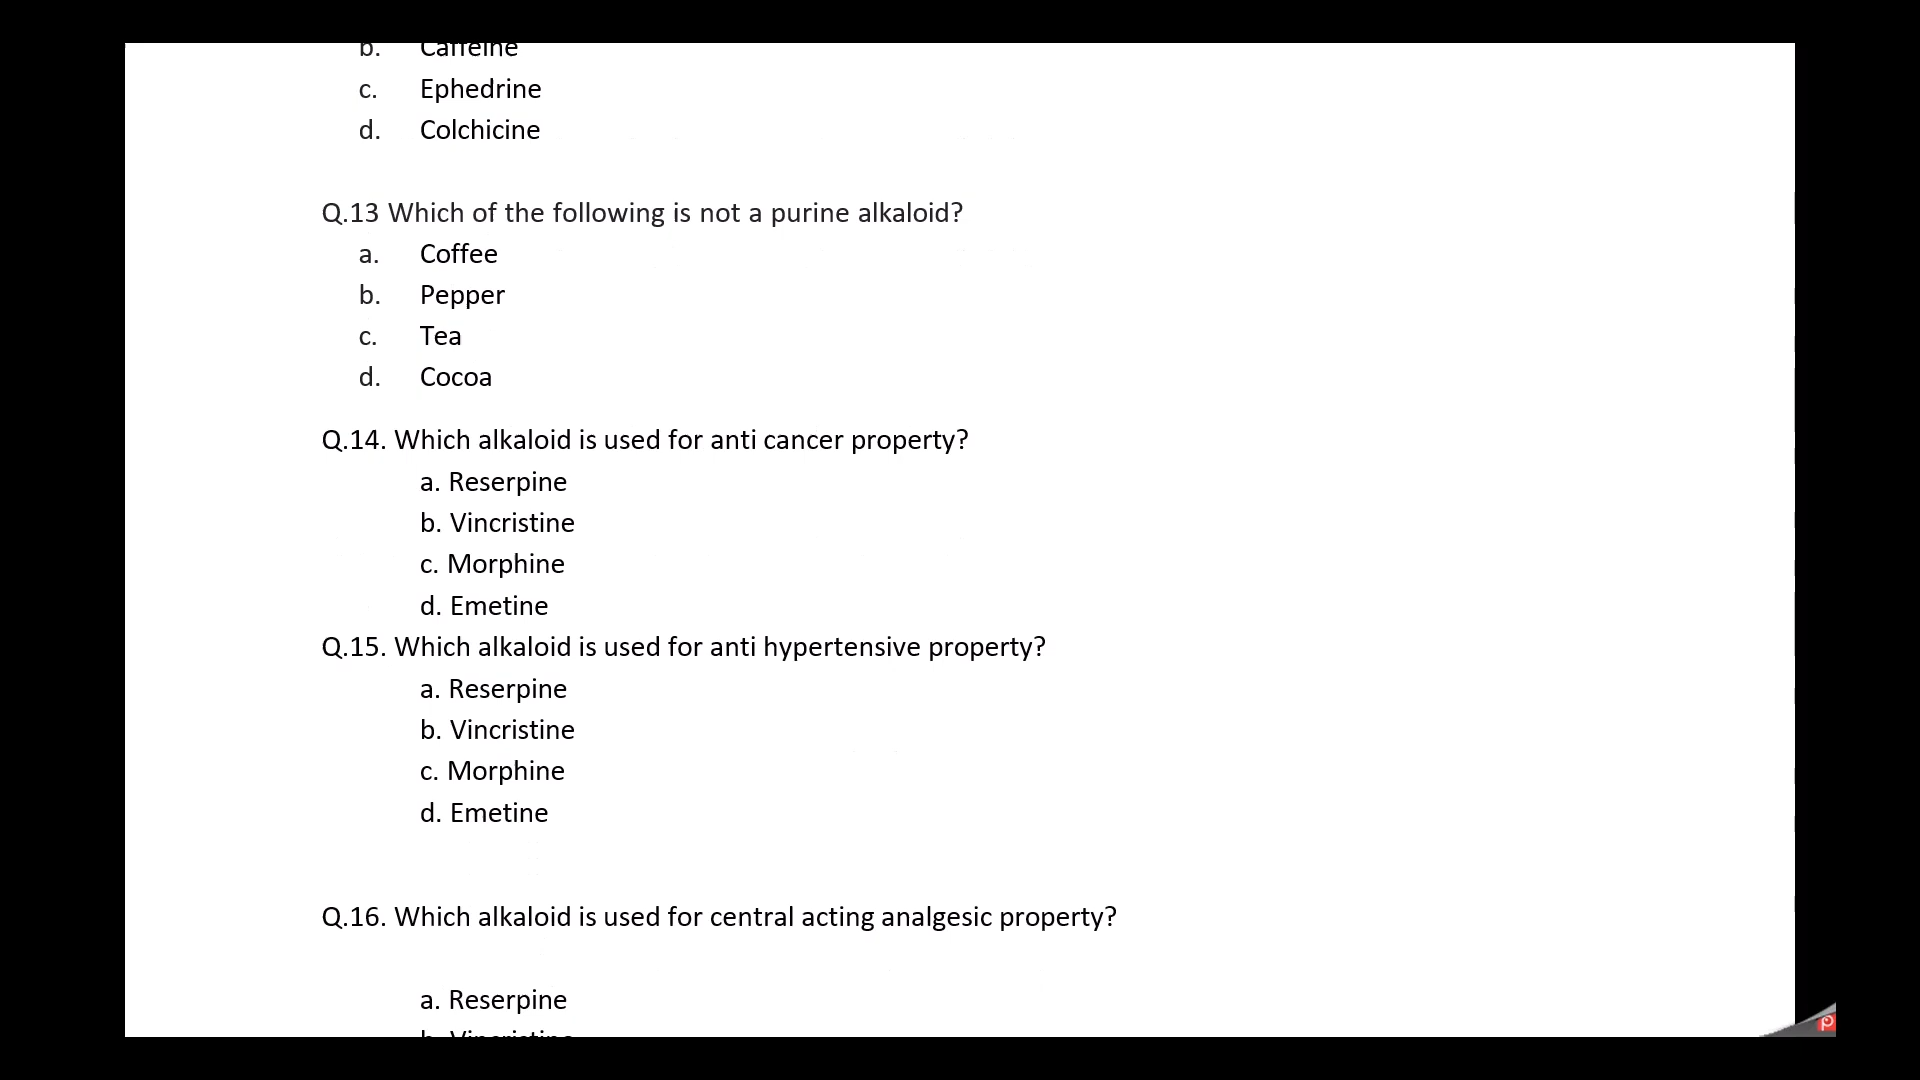 b. Caffeine
c. Ephedrine
d. Colchicine
Q.13 Which of the following is not a purine alkaloid?
a. Coffee
b. Pepper
c. Tea
d. Cocoa
Q.14. Which alkaloid is used for anti cancer property?
a. Reserpine
b. Vincristine
c. Morphine
d. Emetine
Q.15. Which alkaloid is used for anti hypertensive property?
a. Reserpine
b. Vincristine
c. Morphine
d. Emetine
Q.16. Which alkaloid is used for central acting analgesic property?
a. Reserpine
b. Vincristine